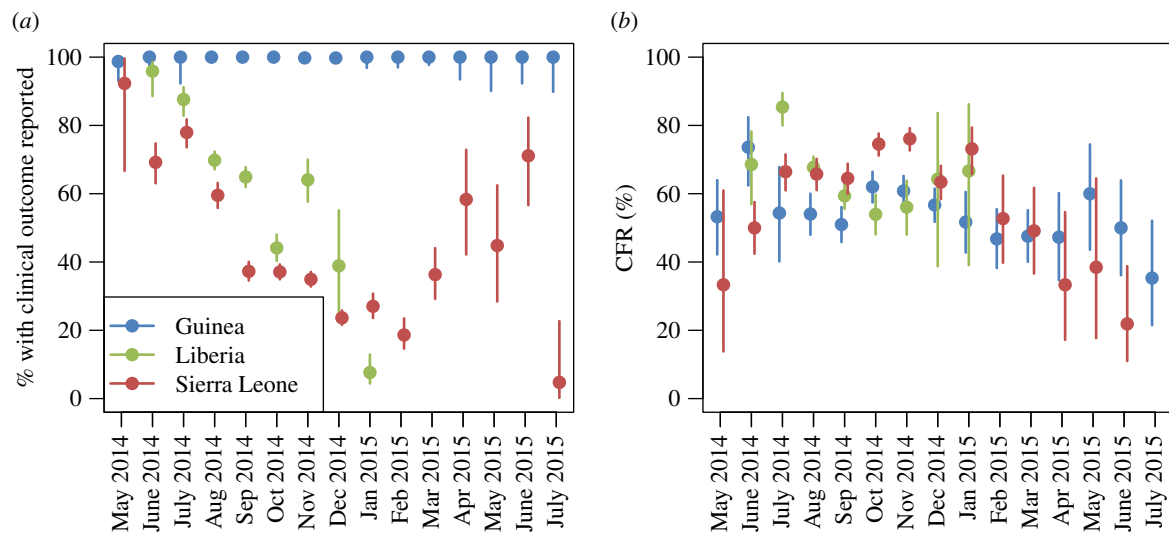 (a)
% with clinical outcome reported
100
80
60
40
20
0
Guinea
Liberia
Sierra Leone
May 2014
June 2014
July 2014
Aug 2014
Sep 2014
Oct 2014
Nov 2014
Dec 2014
Jan 2015
Feb 2015
Mar 2015
Apr 2015
May 2015
June 2015
July 2015
(b)
CFR (%)
100
80
60
40
20
0
May 2014
June 2014
July 2014
Aug 2014
Sep 2014
Oct 2014
Nov 2014
Dec 2014
Jan 2015
Feb 2015
Mar 2015
Apr 2015
May 2015
June 2015
July 2015